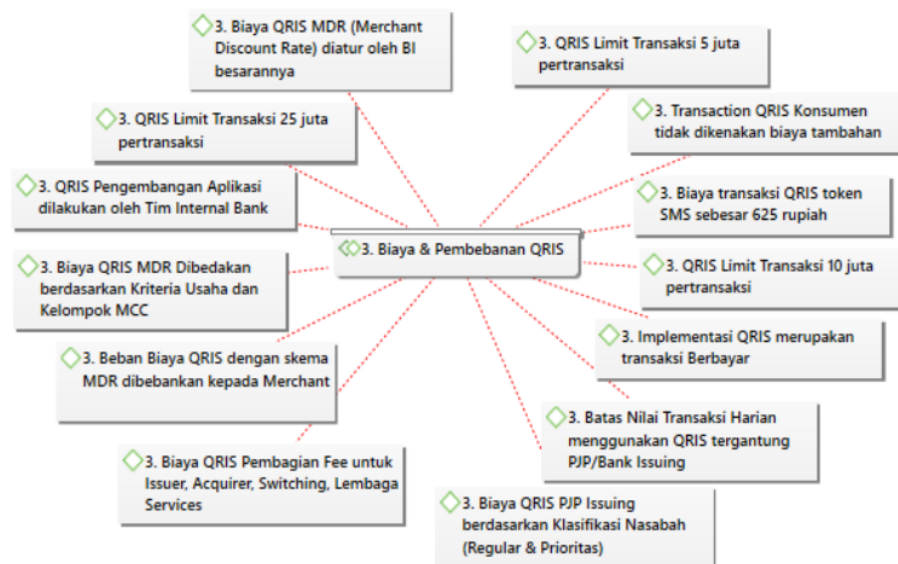 3. Biaya QRIS MDR (Merchant
Discount Rate) diatur oleh BI
besarannya
3. QRIS Limit Transaksi 5 juta
pertransaksi
3. QRIS Limit Transaksi 25 juta
pertransaksi
3. Transaction QRIS Konsumen
tidak dikenakan biaya tambahan
3. QRIS Pengembangan Aplikasi
dilakukan oleh Tim Internal Bank
3. Biaya transaksi QRIS token
SMS sebesar 625 rupiah
3. Biaya & Pembebanan QRIS
3. Biaya QRIS MDR Dibedakan
berdasarkan Kriteria Usaha dan
Kelompok MCC
3. QRIS Limit Transaksi 10 juta
pertransaksi
3. Implementasi QRIS merupakan
transaksi Berbayar
3. Beban Biaya QRIS dengan skema
MDR dibebankan kepada Merchant
3. Batas Nilai Transaksi Harian
menggunakan QRIS tergantung
PJP/Bank Issuing
3. Biaya QRIS Pembagian Fee untuk
Issuer, Acquirer, Switching, Lembaga
Services
3. Biaya QRIS PJP Issuing
berdasarkan Klasifikasi Nasabah
(Regular & Prioritas)